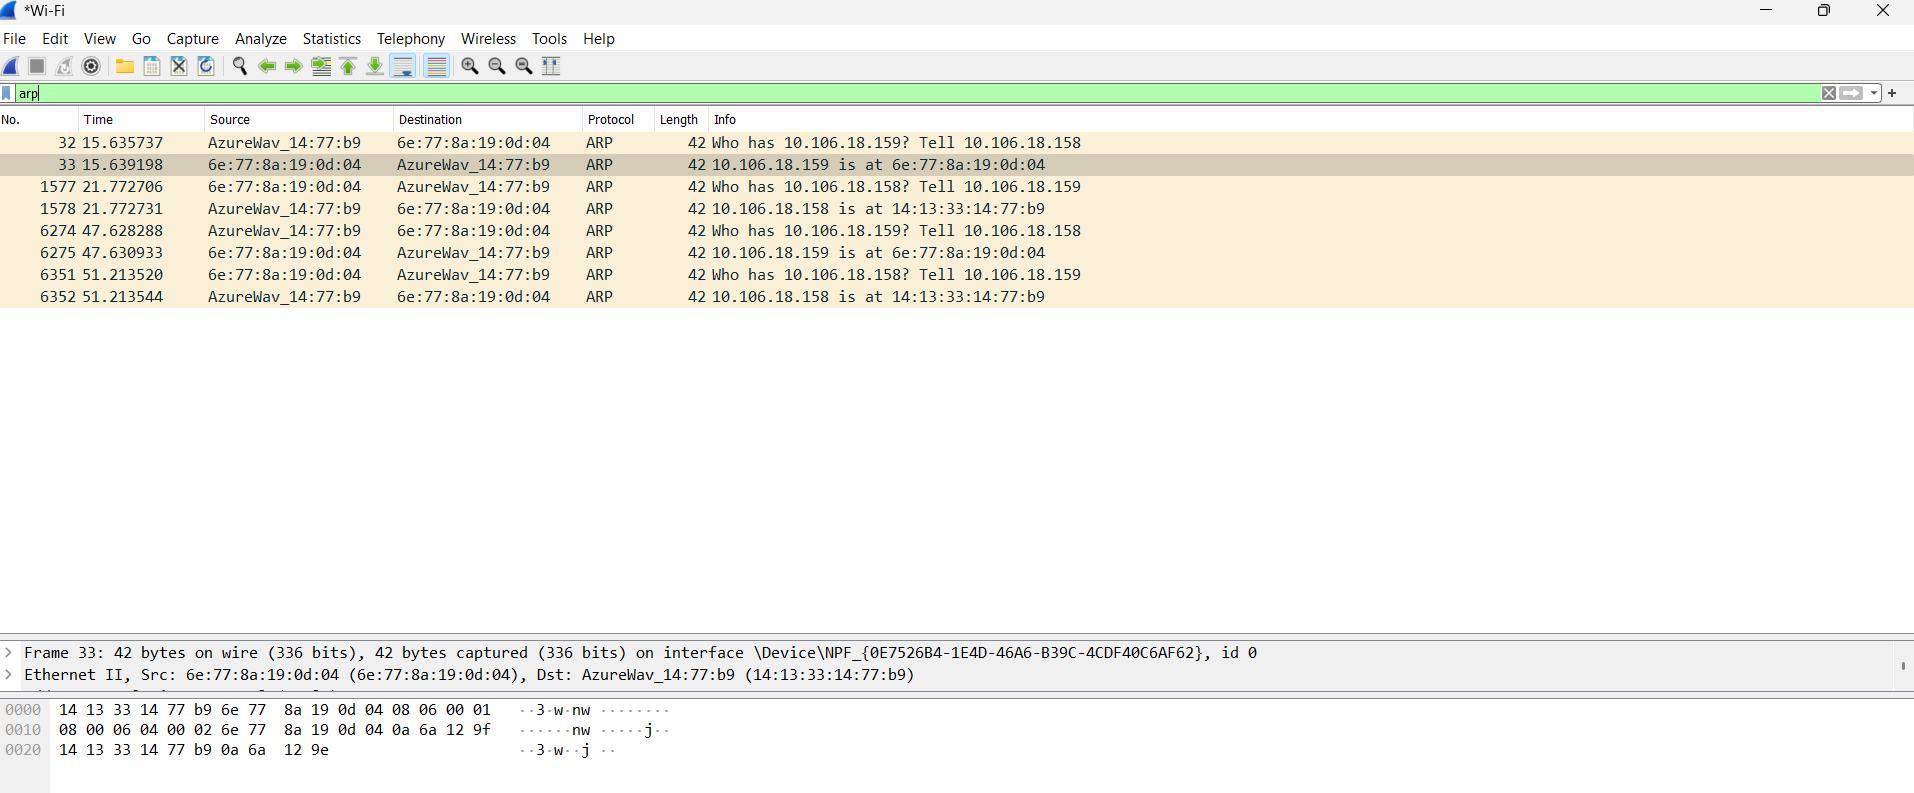 *Wi-Fi
File Edit View Go Capture Analyze Statistics Telephony Wireless Tools Help
arp
No. Time Source Destination Protocol Length Info
32 15.635737 AzureWav_14:77:b9 6e:77:8a:19:0d:04 ARP 42 Who has 10.106.18.159? Tell 10.106.18.158
33 15.639198 6e:77:8a:19:0d:04 AzureWav_14:77:b9 ARP 42 10.106.18.159 is at 6e:77:8a:19:0d:04
1577 21.772706 6e:77:8a:19:0d:04 AzureWav_14:77:b9 ARP 42 Who has 10.106.18.158? Tell 10.106.18.159
1578 21.772731 AzureWav_14:77:b9 6e:77:8a:19:0d:04 ARP 42 10.106.18.158 is at 14:13:33:14:77:b9
6274 47.628288 AzureWav_14:77:b9 6e:77:8a:19:0d:04 ARP 42 Who has 10.106.18.159? Tell 10.106.18.158
6275 47.630933 6e:77:8a:19:0d:04 AzureWav_14:77:b9 ARP 42 10.106.18.159 is at 6e:77:8a:19:0d:04
6351 51.213520 6e:77:8a:19:0d:04 AzureWav_14:77:b9 ARP 42 Who has 10.106.18.158? Tell 10.106.18.159
6352 51.213544 AzureWav_14:77:b9 6e:77:8a:19:0d:04 ARP 42 10.106.18.158 is at 14:13:33:14:77:b9
Frame 33: 42 bytes on wire (336 bits), 42 bytes captured (336 bits) on interface \Device\NPF_{0E7526B4-1E4D-46A6-B39C-4CDF40C6AF62}, id 0
Ethernet II, Src: 6e:77:8a:19:0d:04 (6e:77:8a:19:0d:04), Dst: AzureWav_14:77:b9 (14:13:33:14:77:b9)
0000 14 13 33 14 77 b9 6e 77 8a 19 0d 04 08 06 00 01 ··3·w·nw ········
0010 08 00 06 04 00 02 6e 77 8a 19 0d 04 0a 6a 12 9f ······nw ·····j··
0020 14 13 33 14 77 b9 0a 6a 12 9e ··3·w··j ··